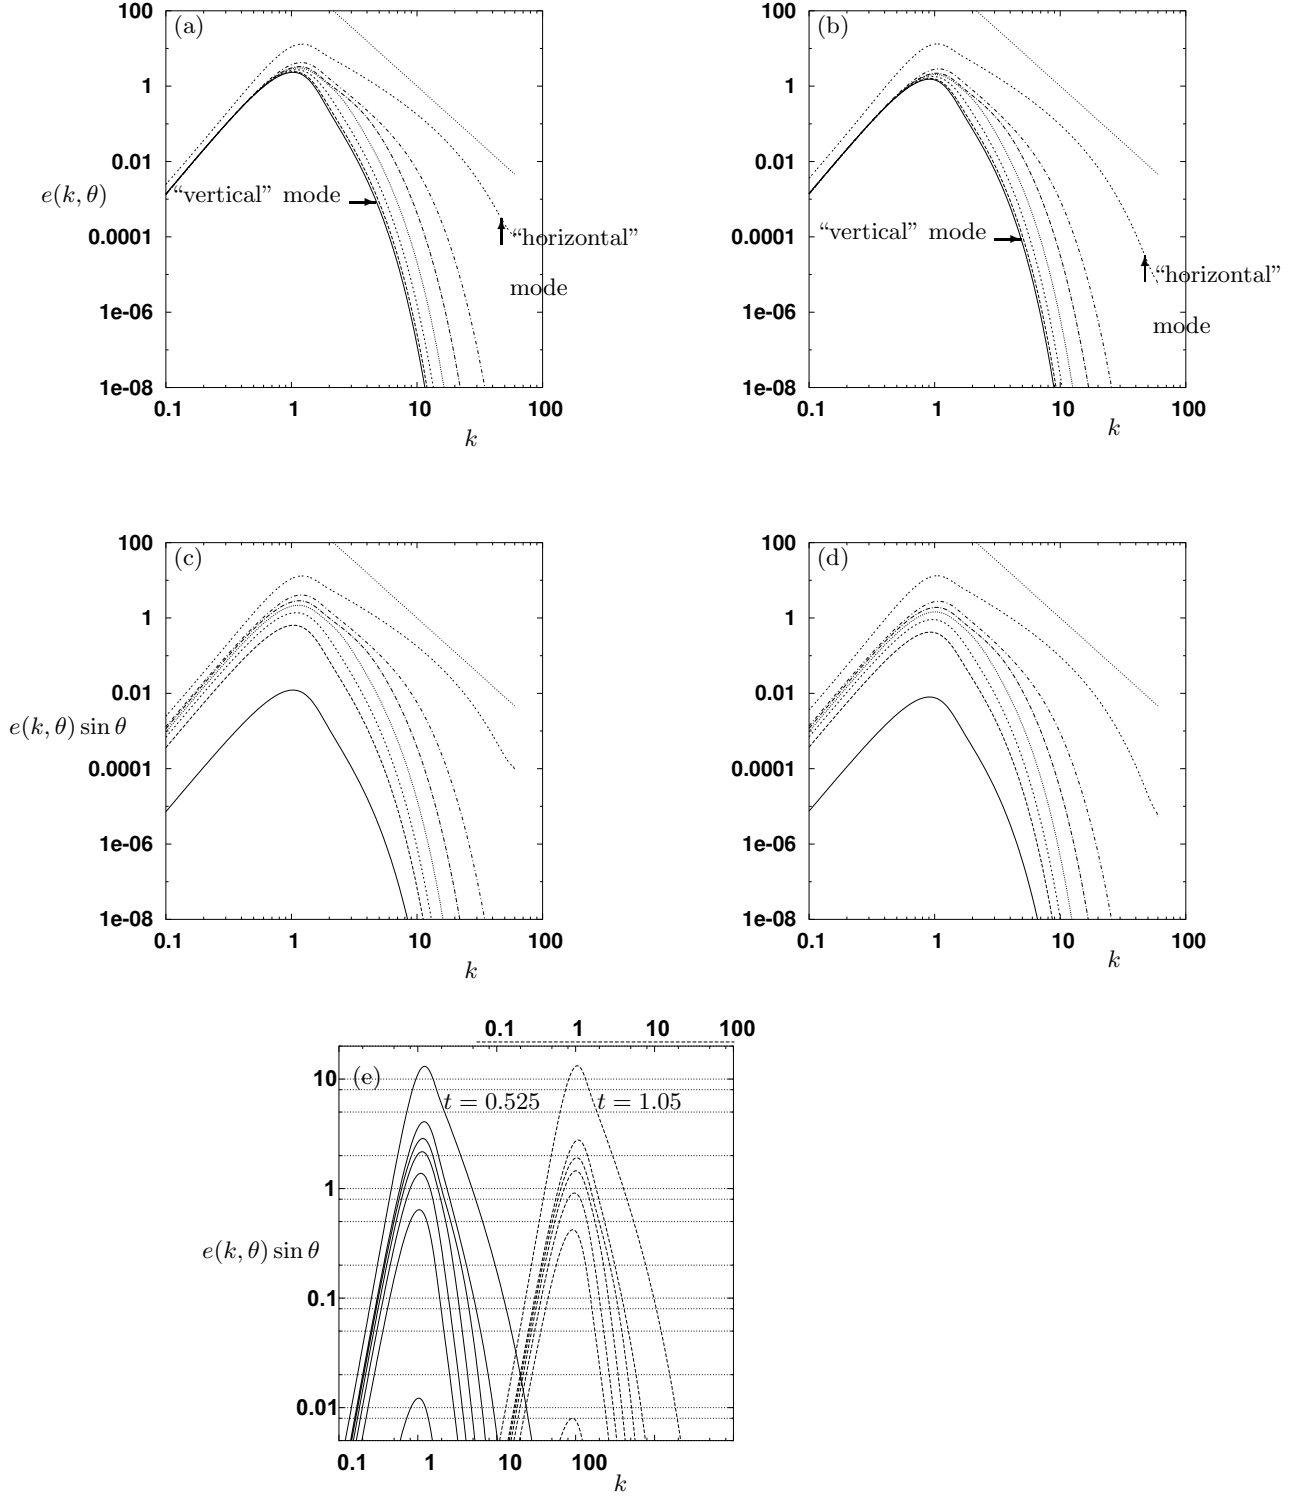 (a)
100
1
0.01
0.0001
1e-06
1e-08
e(k, θ)
“vertical” mode
“horizontal”
mode
0.1
1
10
100
k
(b)
100
1
0.01
0.0001
1e-06
1e-08
“vertical” mode
“horizontal”
mode
0.1
1
10
100
k
(c)
100
1
0.01
0.0001
1e-06
1e-08
e(k, θ) sin θ
0.1
1
10
100
k
(d)
100
1
0.01
0.0001
1e-06
1e-08
0.1
1
10
100
k
0.1
1
10
100
(e)
10
1
0.1
0.01
t = 0.525
t = 1.05
e(k, θ) sin θ
0.1
1
10
100
k